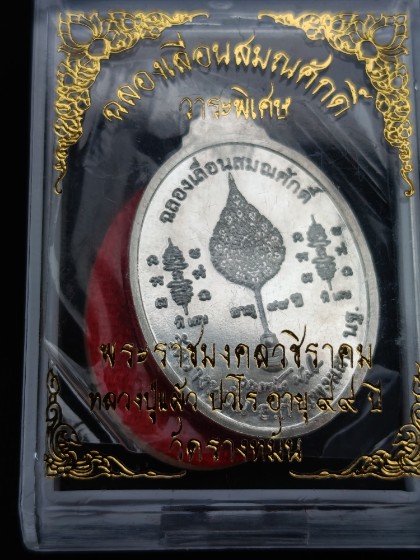 ฉลองเลื่อนสมณศักดิ์
วาระพิเศษ
ฉลองเลื่อนสมณศักดิ์
พระราชมงคลวชิราคม
หลวงปู่แผ้ว ปวโร อายุ ๙๙ ปี
วัดรางหมัน